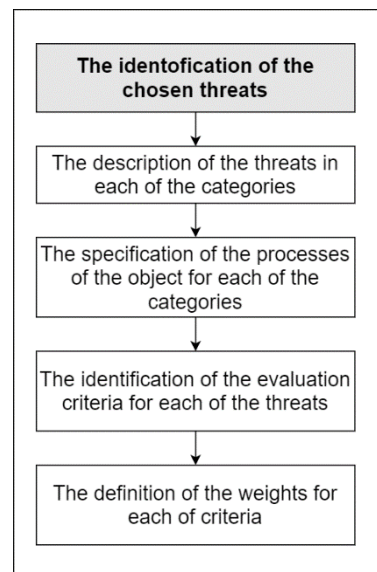 The identofication of the
chosen threats
The description of the threats in
each of the categories
The specification of the processes
of the object for each of the
categories
The identification of the evaluation
criteria for each of the threats
The definition of the weights for
each of criteria